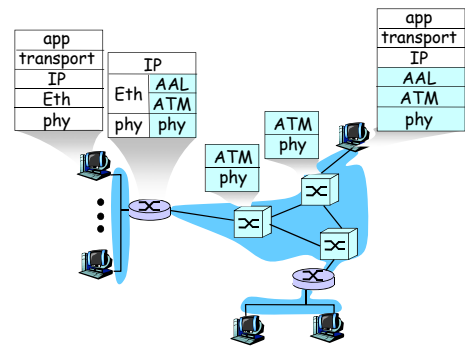 app
transport
IP
Eth
phy
IP
Eth
AAL
ATM
phy
phy
ATM
phy
ATM
phy
app
transport
IP
AAL
ATM
phy